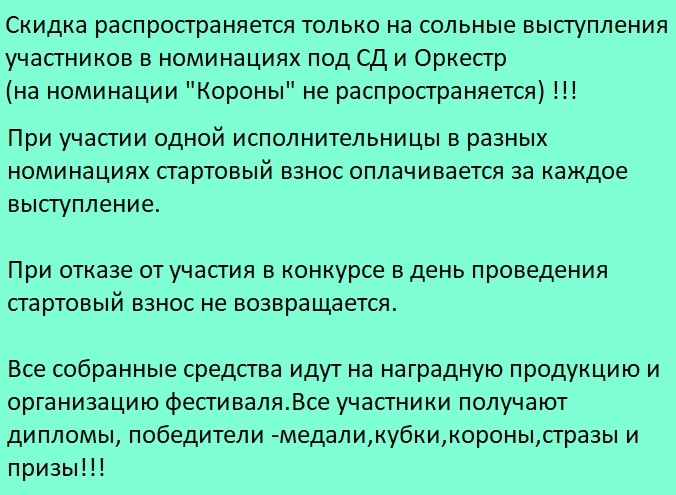 Скидка распространяется только на сольные выступления
участников в номинациях под СД и Оркестр
(на номинации "Короны" не распространяется) !!!
При участии одной исполнительницы в разных
номинациях стартовый взнос оплачивается за каждое
выступление.
При отказе от участия в конкурсе в день проведения
стартовый взнос не возвращается.
Все собранные средства идут на наградную продукцию и
организацию фестиваля.Все участники получают
дипломы, победители -медали,кубки,короны,стразы и
призы!!!